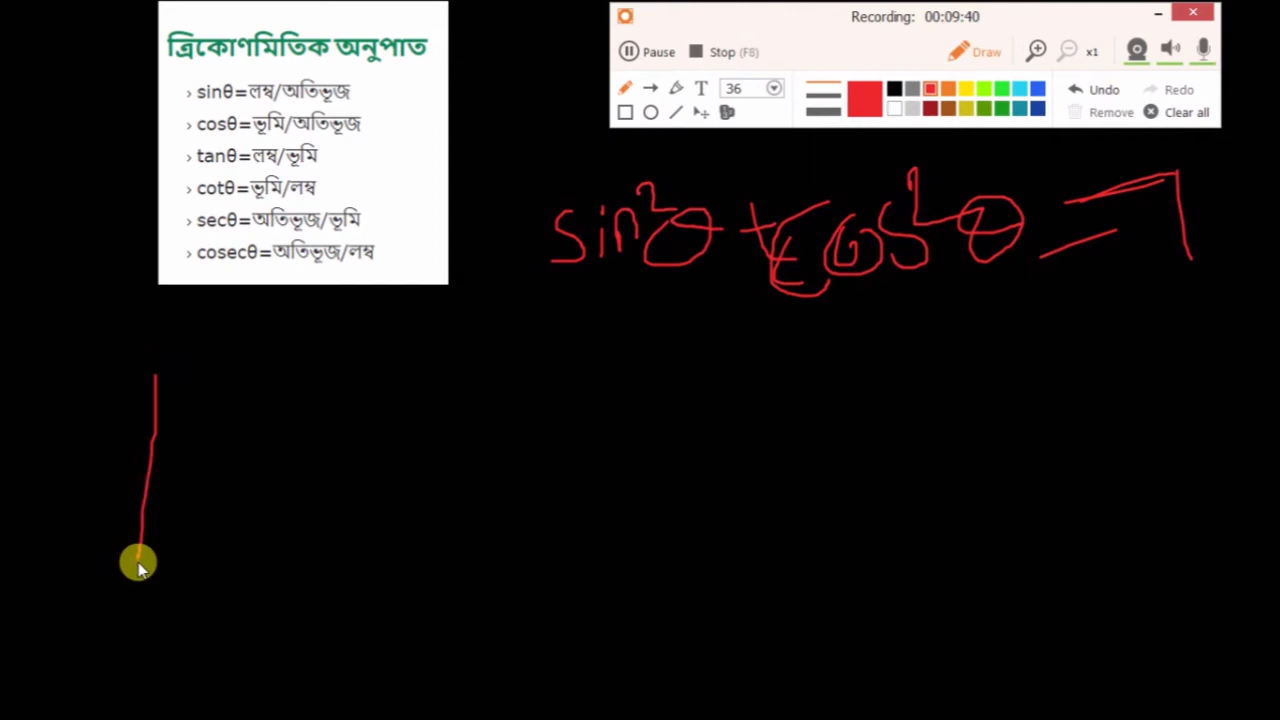 ত্রিকোণমিতিক অনুপাত
› sinθ=লম্ব/অতিভূজ
› cosθ=ভূমি/অতিভূজ
› tanθ=লম্ব/ভূমি
› cotθ=ভূমি/লম্ব
› secθ=অতিভূজ/ভূমি
› cosecθ=অতিভূজ/লম্ব
Recording: 00:09:40
Pause Stop (F8) Draw x1
T 36 Undo Redo
Remove Clear all
sin²θ + cos²θ = 1